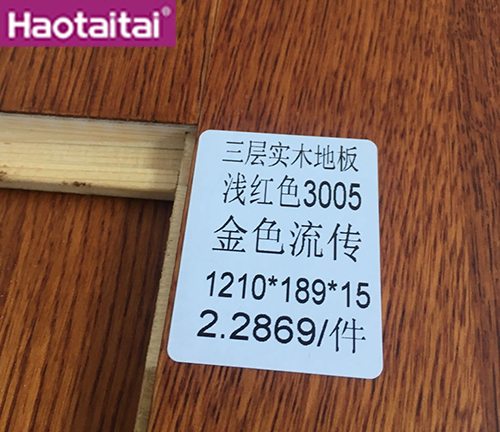 Haotaitai
三层实木地板
浅红色3005
金色流传
1210*189*15
2.2869/件